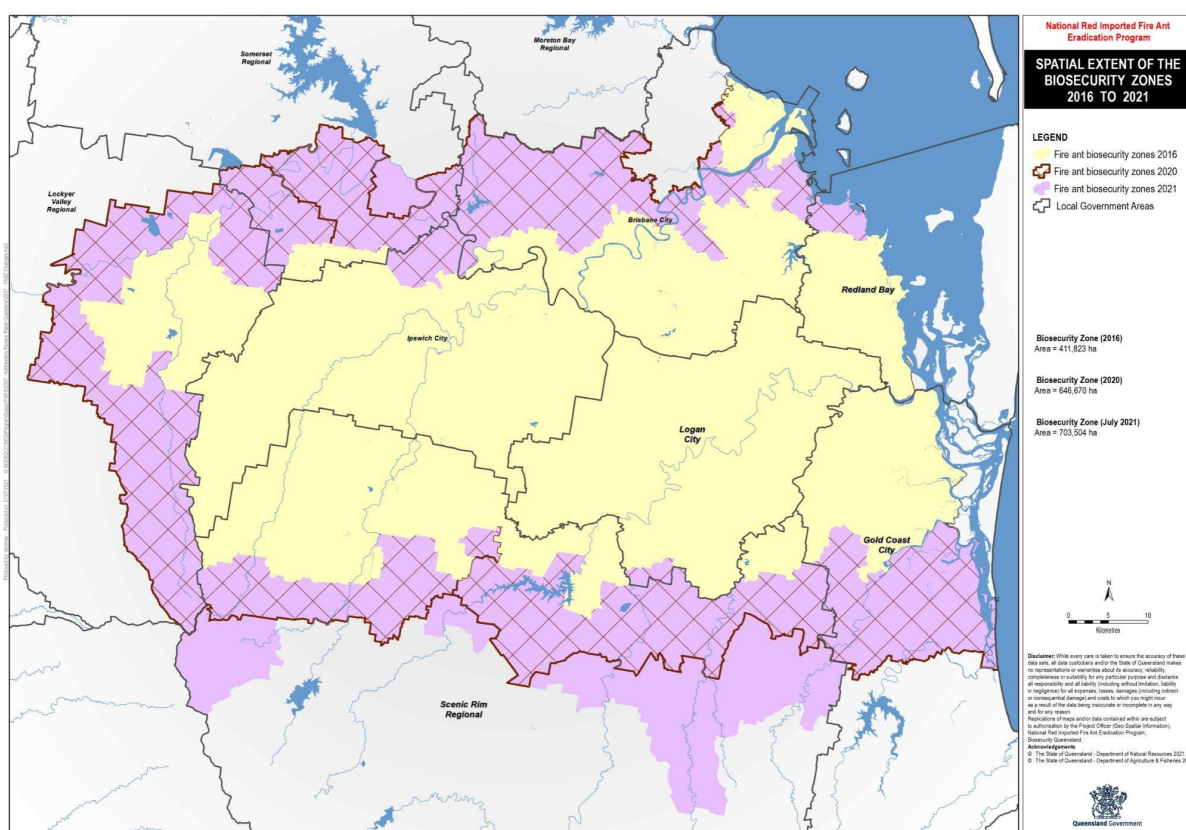 Somerset
Regional
Moreton Bay
Regional
Lockyer
Valley
Regional
Brisbane City
Redland Bay
Ipswich City
Logan
City
Gold Coast
City
Scenic Rim
Regional
National Red Imported Fire Ant
Eradication Program
SPATIAL EXTENT OF THE
BIOSECURITY ZONES
2016 TO 2021
LEGEND
Fire ant biosecurity zones 2016
Fire ant biosecurity zones 2020
Fire ant biosecurity zones 2021
Local Government Areas
Biosecurity Zone (2016)
Area = 411,823 ha
Biosecurity Zone (2020)
Area = 646,670 ha
Biosecurity Zone (July 2021)
Area = 703,504 ha
N
0 5 10
Kilometres
Disclaimer: While every care is taken to ensure the accuracy of these
data sets, all data custodians and/or the State of Queensland makes
no representations or warranties about its accuracy, reliability,
completeness or suitability for any particular purpose and disclaims
all responsibility and all liability (including without limitation, liability
in negligence) for all expenses, losses, damages (including indirect
or consequential damage) and costs to which you might incur
as a result of the data being inaccurate or incomplete in any way
and for any reason.
Replications of maps and/or data contained within are subject
to authorisation by the Project Officer (Geo-Spatial Information),
National Red Imported Fire Ant Eradication Program,
Biosecurity Queensland.
Acknowledgements
© The State of Queensland - Department of Natural Resources 2021.
© The State of Queensland - Department of Agriculture & Fisheries
Queensland Government